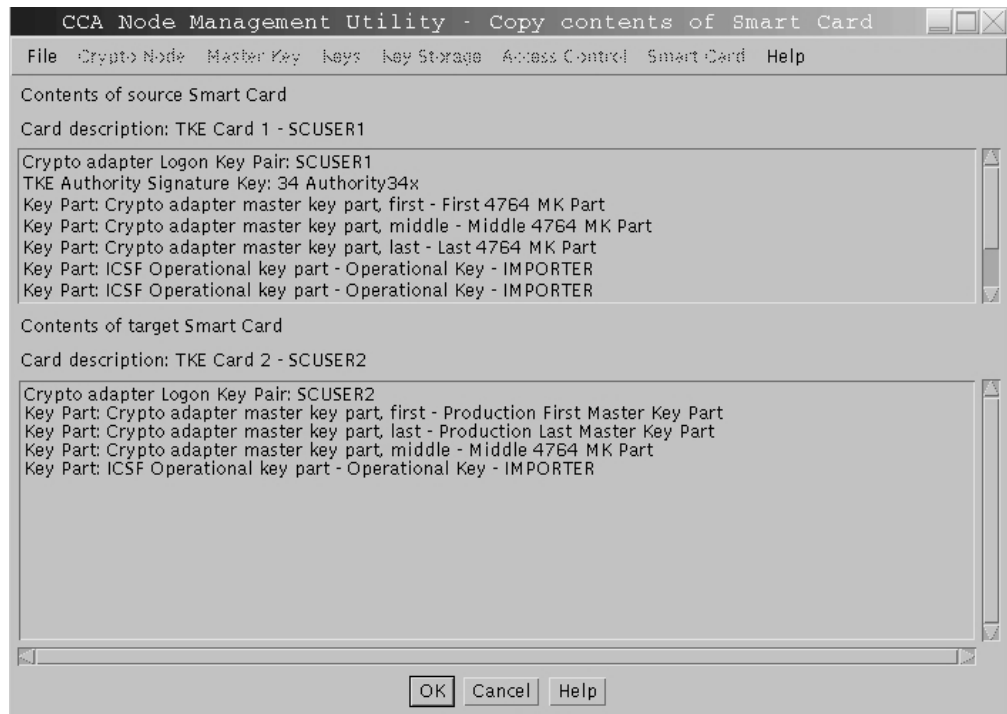 CCA Node Management Utility - Copy contents of Smart Card
File Crypto Node Master Key Keys Key Storage Access Control Smart Card Help
Contents of source Smart Card
Card description: TKE Card 1 - SCUSER1
Crypto adapter Logon Key Pair: SCUSER1
TKE Authority Signature Key: 34 Authority34x
Key Part: Crypto adapter master key part, first - First 4764 MK Part
Key Part: Crypto adapter master key part, middle - Middle 4764 MK Part
Key Part: Crypto adapter master key part, last - Last 4764 MK Part
Key Part: ICSF Operational key part - Operational Key - IMPORTER
Key Part: ICSF Operational key part - Operational Key - IMPORTER
Contents of target Smart Card
Card description: TKE Card 2 - SCUSER2
Crypto adapter Logon Key Pair: SCUSER2
Key Part: Crypto adapter master key part, first - Production First Master Key Part
Key Part: Crypto adapter master key part, last - Production Last Master Key Part
Key Part: Crypto adapter master key part, middle - Middle 4764 MK Part
Key Part: ICSF Operational key part - Operational Key - IMPORTER
OK Cancel Help